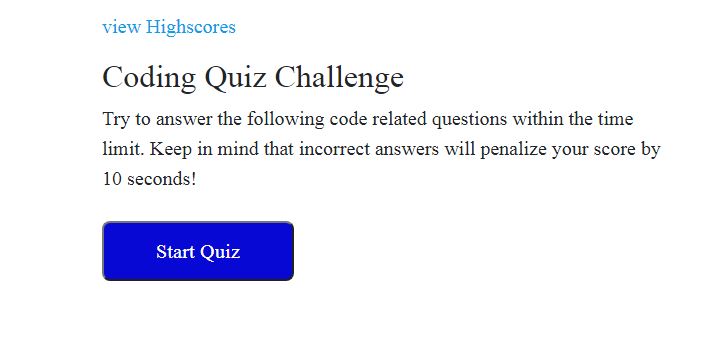 view Highscores
Coding Quiz Challenge
Try to answer the following code related questions within the time
limit. Keep in mind that incorrect answers will penalize your score by
10 seconds!
Start Quiz